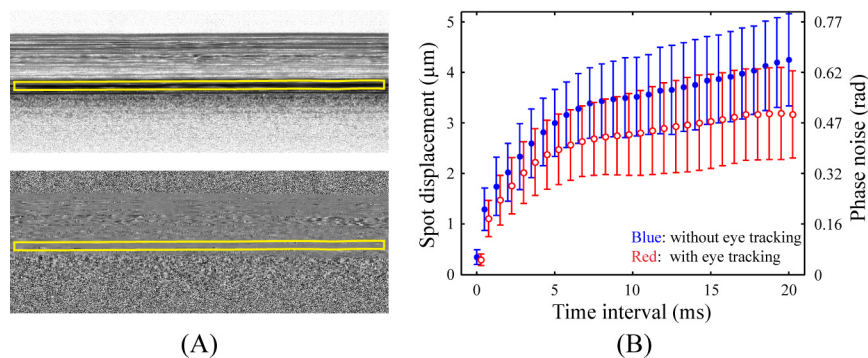 Spot displacement (μm)
5
4
3
2
1
0
0.77
0.62
0.47
0.32
0.16
0
Phase noise (rad)
Blue: without eye tracking
Red: with eye tracking
0
5
10
15
20
Time interval (ms)
(A)
(B)